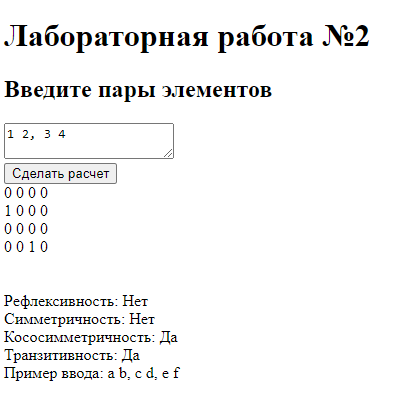 Лабораторная работа №2
Введите пары элементов
1 2, 3 4
Сделать расчет
0 0 0 0
1 0 0 0
0 0 0 0
0 0 1 0
Рефлексивность: Нет
Симметричность: Нет
Кососимметричность: Да
Транзитивность: Да
Пример ввода: a b, c d, e f